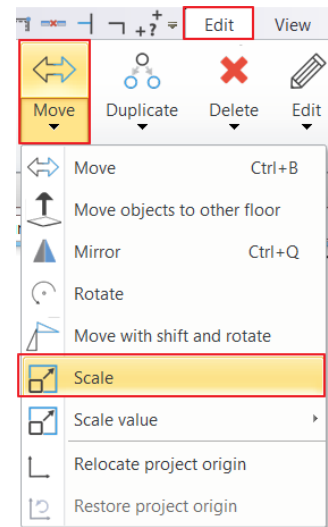 Edit View
Move Duplicate Delete Edit
Move Ctrl+B
Move objects to other floor
Mirror Ctrl+Q
Rotate
Move with shift and rotate
Scale
Scale value
Relocate project origin
Restore project origin